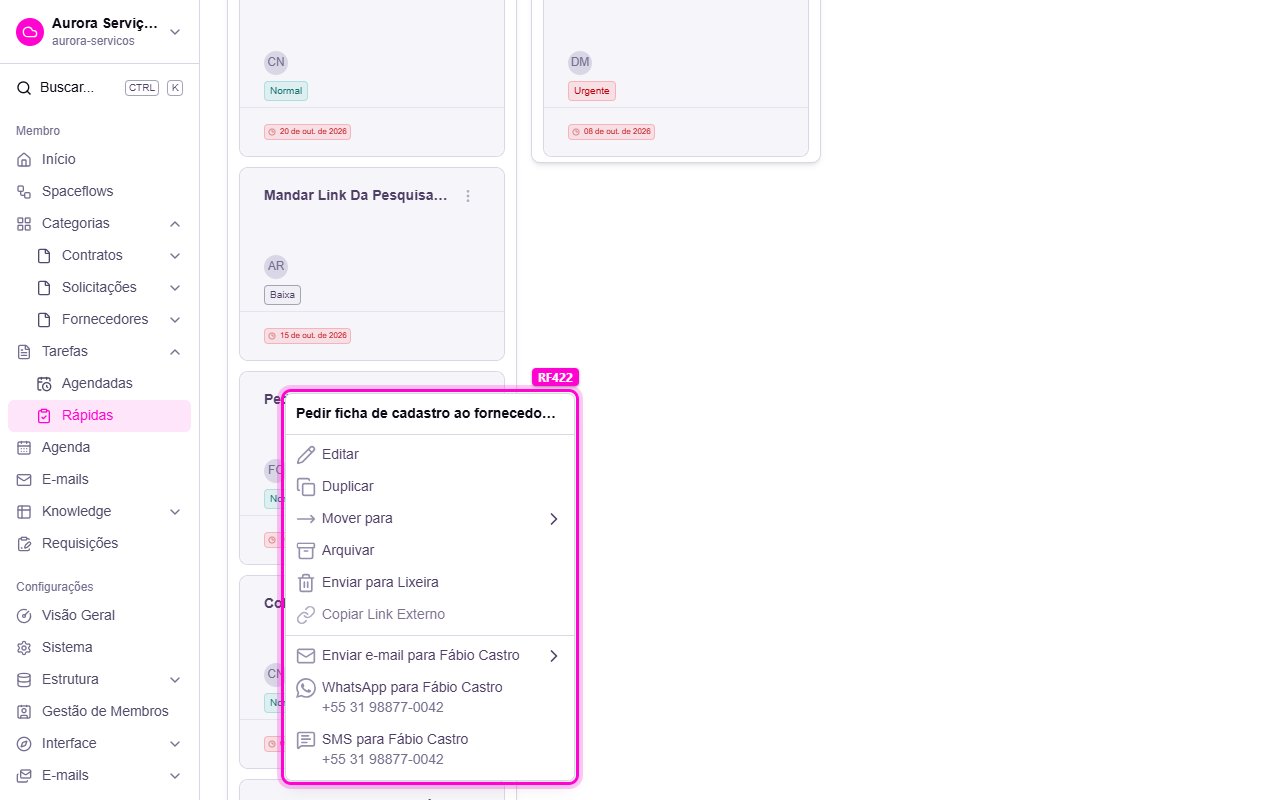 Aurora Serviç...
aurora-servicos
Buscar... CTRL K
Membro
Início
Spaceflows
Categorias
Contratos
Solicitações
Fornecedores
Tarefas
Agendadas
Rápidas
Agenda
E-mails
Knowledge
Requisições
Configurações
Visão Geral
Sistema
Estrutura
Gestão de Membros
Interface
E-mails
CN
Normal
20 de out. de 2026
DM
Urgente
08 de out. de 2026
Mandar Link Da Pesquisa...
AR
Baixa
15 de out. de 2026
RF422
Pedir ficha de cadastro ao fornecedo...
Editar
Duplicar
Mover para
Arquivar
Enviar para Lixeira
Copiar Link Externo
Enviar e-mail para Fábio Castro
WhatsApp para Fábio Castro
+55 31 98877-0042
SMS para Fábio Castro
+55 31 98877-0042